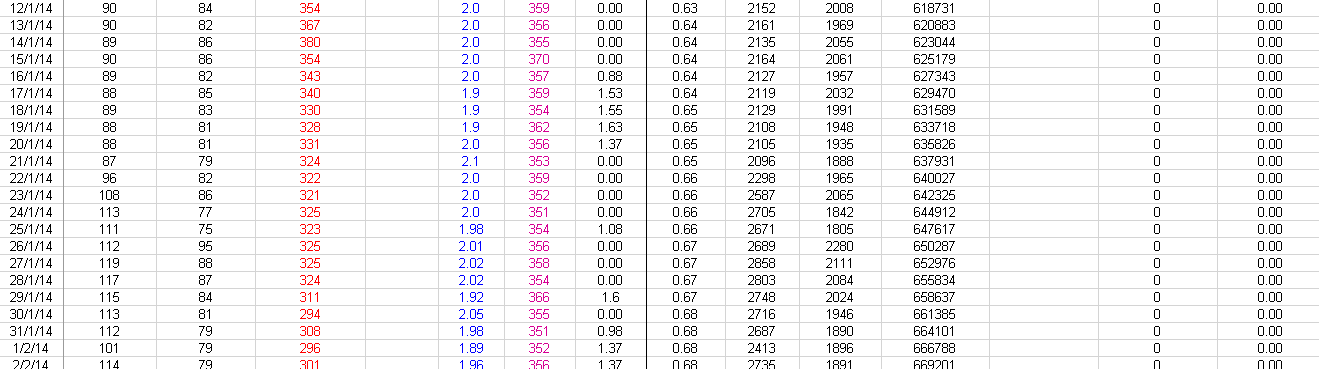 12/1/14 90 84 354 2.0 359 0.00 0.63 2152 2008 618731 0 0.00
13/1/14 90 82 367 2.0 356 0.00 0.64 2161 1969 620883 0 0.00
14/1/14 89 86 380 2.0 355 0.00 0.64 2135 2055 623044 0 0.00
15/1/14 90 86 354 2.0 370 0.00 0.64 2164 2061 625179 0 0.00
16/1/14 89 82 343 2.0 357 0.88 0.64 2127 1957 627343 0 0.00
17/1/14 88 85 340 1.9 359 1.53 0.64 2119 2032 629470 0 0.00
18/1/14 89 83 330 1.9 354 1.55 0.65 2129 1991 631589 0 0.00
19/1/14 88 81 328 1.9 362 1.63 0.65 2108 1948 633718 0 0.00
20/1/14 88 81 331 2.0 356 1.37 0.65 2105 1935 635826 0 0.00
21/1/14 87 79 324 2.1 353 0.00 0.65 2096 1888 637931 0 0.00
22/1/14 96 82 322 2.0 359 0.00 0.66 2298 1965 640027 0 0.00
23/1/14 108 86 321 2.0 352 0.00 0.66 2587 2065 642325 0 0.00
24/1/14 113 77 325 2.0 351 0.00 0.66 2705 1842 644912 0 0.00
25/1/14 111 75 323 1.98 354 1.08 0.66 2671 1805 647617 0 0.00
26/1/14 112 95 325 2.01 356 0.00 0.67 2689 2280 650287 0 0.00
27/1/14 119 88 325 2.02 358 0.00 0.67 2858 2111 652976 0 0.00
28/1/14 117 87 324 2.02 354 0.00 0.67 2803 2084 655834 0 0.00
29/1/14 115 84 311 1.92 366 1.6 0.67 2748 2024 658637 0 0.00
30/1/14 113 81 294 2.05 355 0.00 0.68 2716 1946 661385 0 0.00
31/1/14 112 79 308 1.98 351 0.98 0.68 2687 1890 664101 0 0.00
1/2/14 101 79 296 1.89 352 1.37 0.68 2413 1896 666788 0 0.00
2/2/14 114 79 301 1.96 356 1.37 0.68 2735 1891 669201 0 0.00